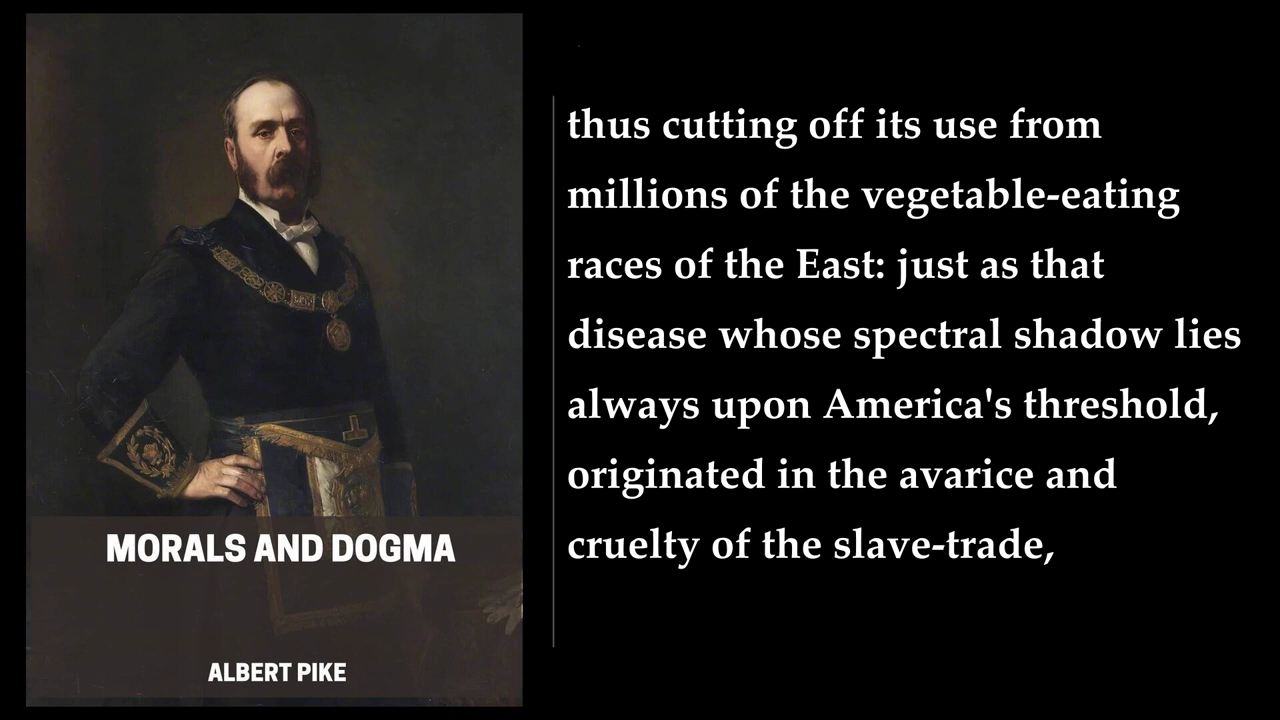 MORALS AND DOGMA
ALBERT PIKE
thus cutting off its use from
millions of the vegetable-eating
races of the East: just as that
disease whose spectral shadow lies
always upon America's threshold,
originated in the avarice and
cruelty of the slave-trade,